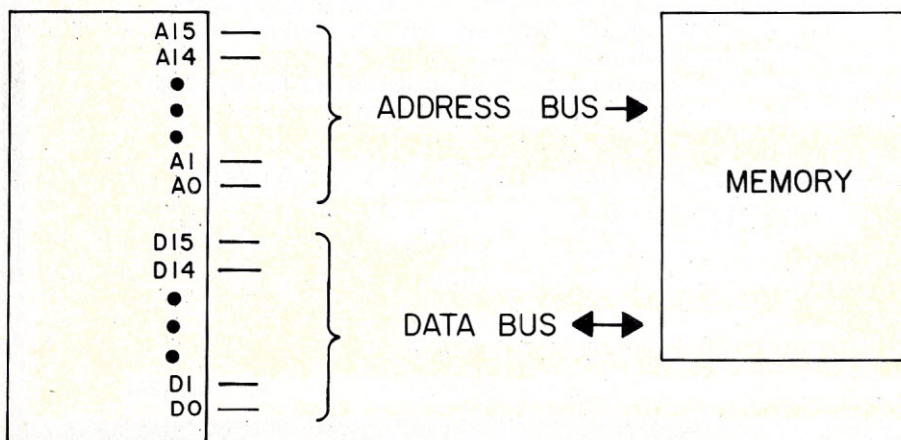 A15
A14
A1
A0
ADDRESS BUS
MEMORY
D15
D14
D1
D0
DATA BUS